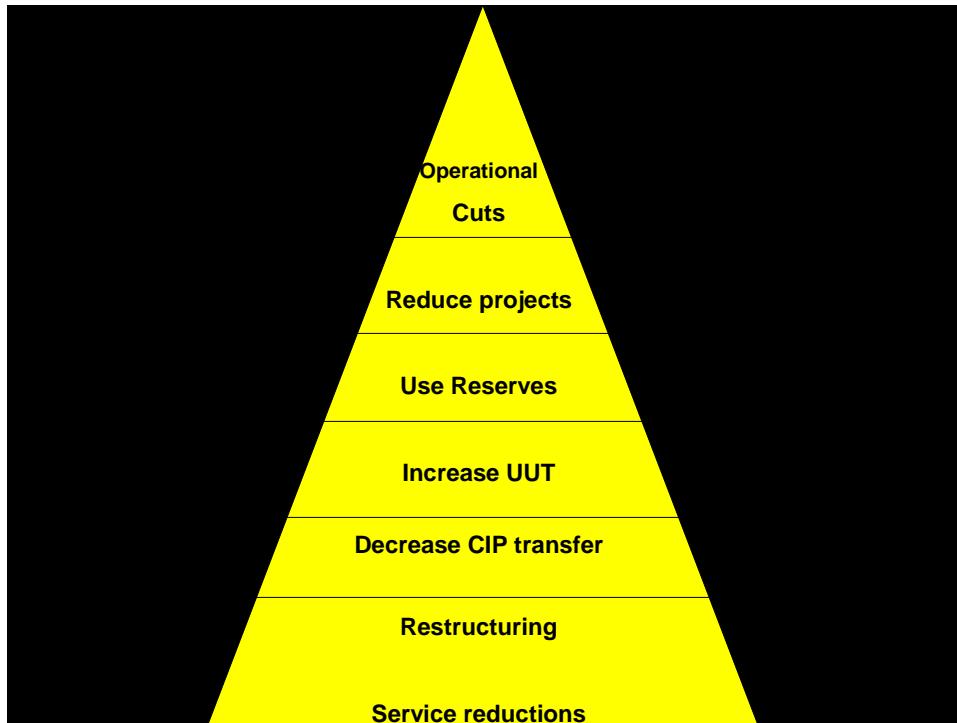 Operational
Cuts
Reduce projects
Use Reserves
Increase UUT
Decrease CIP transfer
Restructuring
Service reductions